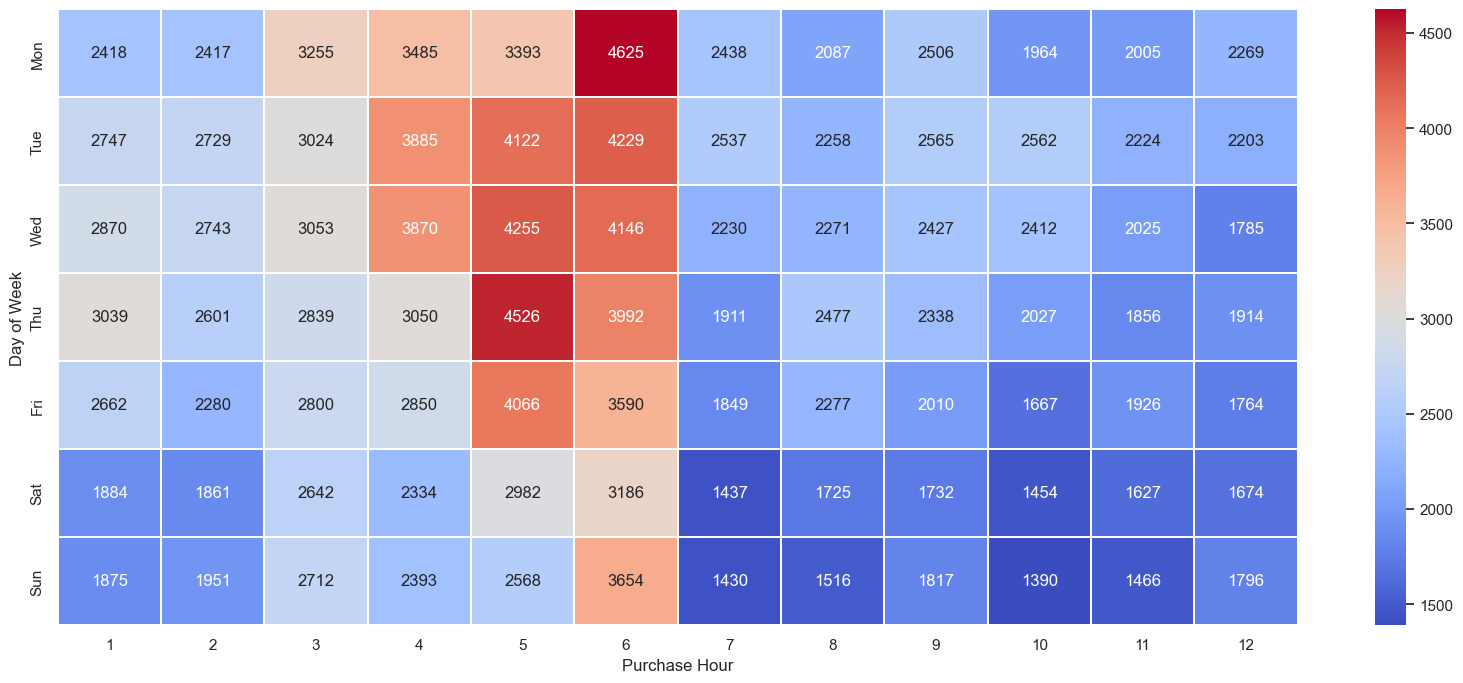 Day of Week
Mon 2418 2417 3255 3485 3393 4625 2438 2087 2506 1964 2005 2269
Tue 2747 2729 3024 3885 4122 4229 2537 2258 2565 2562 2224 2203
Wed 2870 2743 3053 3870 4255 4146 2230 2271 2427 2412 2025 1785
Thu 3039 2601 2839 3050 4526 3992 1911 2477 2338 2027 1856 1914
Fri 2662 2280 2800 2850 4066 3590 1849 2277 2010 1667 1926 1764
Sat 1884 1861 2642 2334 2982 3186 1437 1725 1732 1454 1627 1674
Sun 1875 1951 2712 2393 2568 3654 1430 1516 1817 1390 1466 1796
1 2 3 4 5 6 7 8 9 10 11 12
Purchase Hour
4500
4000
3500
3000
2500
2000
1500